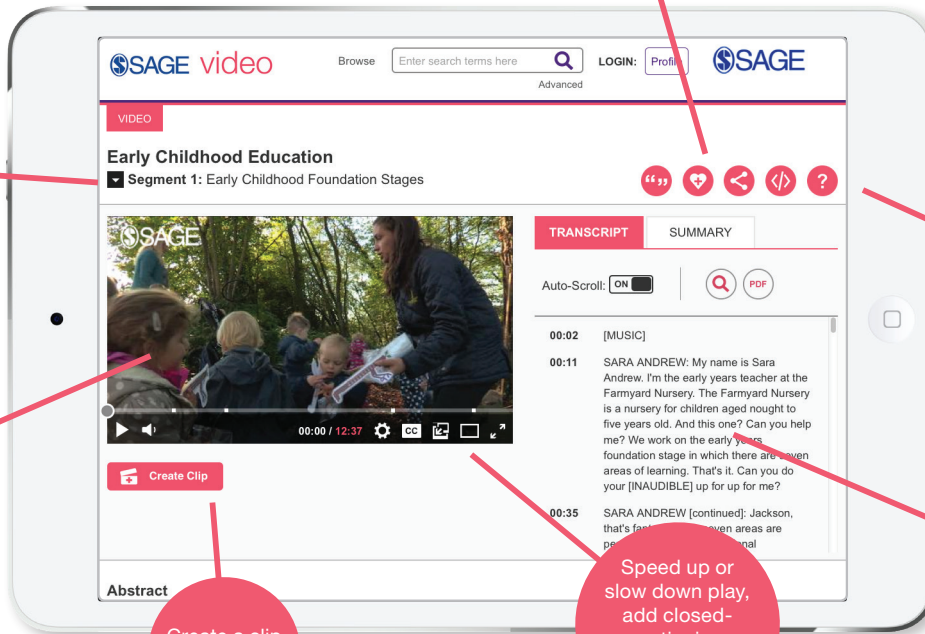 SAGE video
Browse
Enter search terms here
Advanced
LOGIN:
Profile
SAGE
VIDEO
Early Childhood Education
Segment 1: Early Childhood Foundation Stages
“ ”
</>
?
SAGE
00:00 / 12:37
CC
Create Clip
TRANSCRIPT
SUMMARY
Auto-Scroll:
ON
PDF
00:02 [MUSIC]
00:11 SARA ANDREW: My name is Sara
Andrew. I'm the early years teacher at the
Farmyard Nursery. The Farmyard Nursery
is a nursery for children aged nought to
five years old. And this one? Can you help
me? We work on the early years
foundation stage in which there are seven
areas of learning. That's it. Can you do
your [INAUDIBLE] up for up for me?
00:35 SARA ANDREW [continued]: Jackson,
that's areas are
Abstract
Create a clip
Speed up or
slow down play,
add closed-